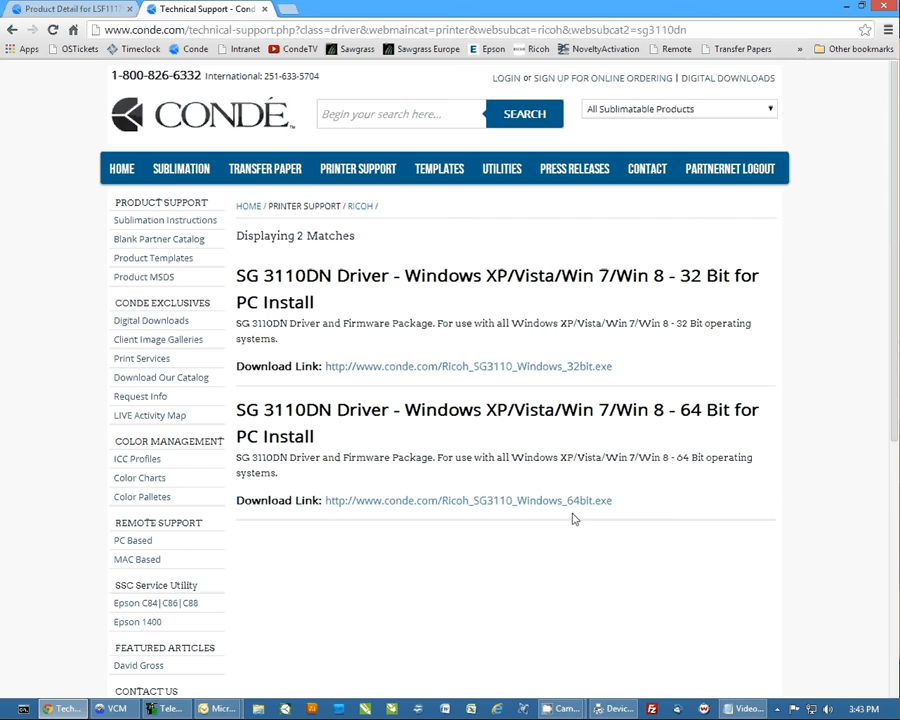 Product Detail for LSF111?
Technical Support - Cond
www.conde.com/technical-support.php?class=driver&webmaincat=printer&websubcat=ricoh&websubcat2=sg3110dn
Apps OSTickets Timeclock Conde Intranet CondeTV Sawgrass Sawgrass Europe Epson Ricoh NoveltyActivation Remote Transfer Papers » Other bookmarks
1-800-826-6332 International: 251-633-5704
LOGIN or SIGN UP FOR ONLINE ORDERING | DIGITAL DOWNLOADS
CONDÉ™
Begin your search here...
SEARCH
All Sublimatable Products
HOME SUBLIMATION TRANSFER PAPER PRINTER SUPPORT TEMPLATES UTILITIES PRESS RELEASES CONTACT PARTNERNET LOGOUT
PRODUCT SUPPORT
Sublimation Instructions
Blank Partner Catalog
Product Templates
Product MSDS
CONDE EXCLUSIVES
Digital Downloads
Client Image Galleries
Print Services
Download Our Catalog
Request Info
LIVE Activity Map
COLOR MANAGEMENT
ICC Profiles
Color Charts
Color Palletes
REMOTE SUPPORT
PC Based
MAC Based
SSC Service Utility
Epson C84|C86|C88
Epson 1400
FEATURED ARTICLES
David Gross
CONTACT US
HOME / PRINTER SUPPORT / RICOH /
Displaying 2 Matches
SG 3110DN Driver - Windows XP/Vista/Win 7/Win 8 - 32 Bit for
PC Install
SG 3110DN Driver and Firmware Package. For use with all Windows XP/Vista/Win 7/Win 8 - 32 Bit operating
systems.
Download Link: http://www.conde.com/Ricoh_SG3110_Windows_32bit.exe
SG 3110DN Driver - Windows XP/Vista/Win 7/Win 8 - 64 Bit for
PC Install
SG 3110DN Driver and Firmware Package. For use with all Windows XP/Vista/Win 7/Win 8 - 64 Bit operating
systems.
Download Link: http://www.conde.com/Ricoh_SG3110_Windows_64bit.exe
Tech... VCM Tele... Micr... Cam... Devic... Video... 3:43 PM